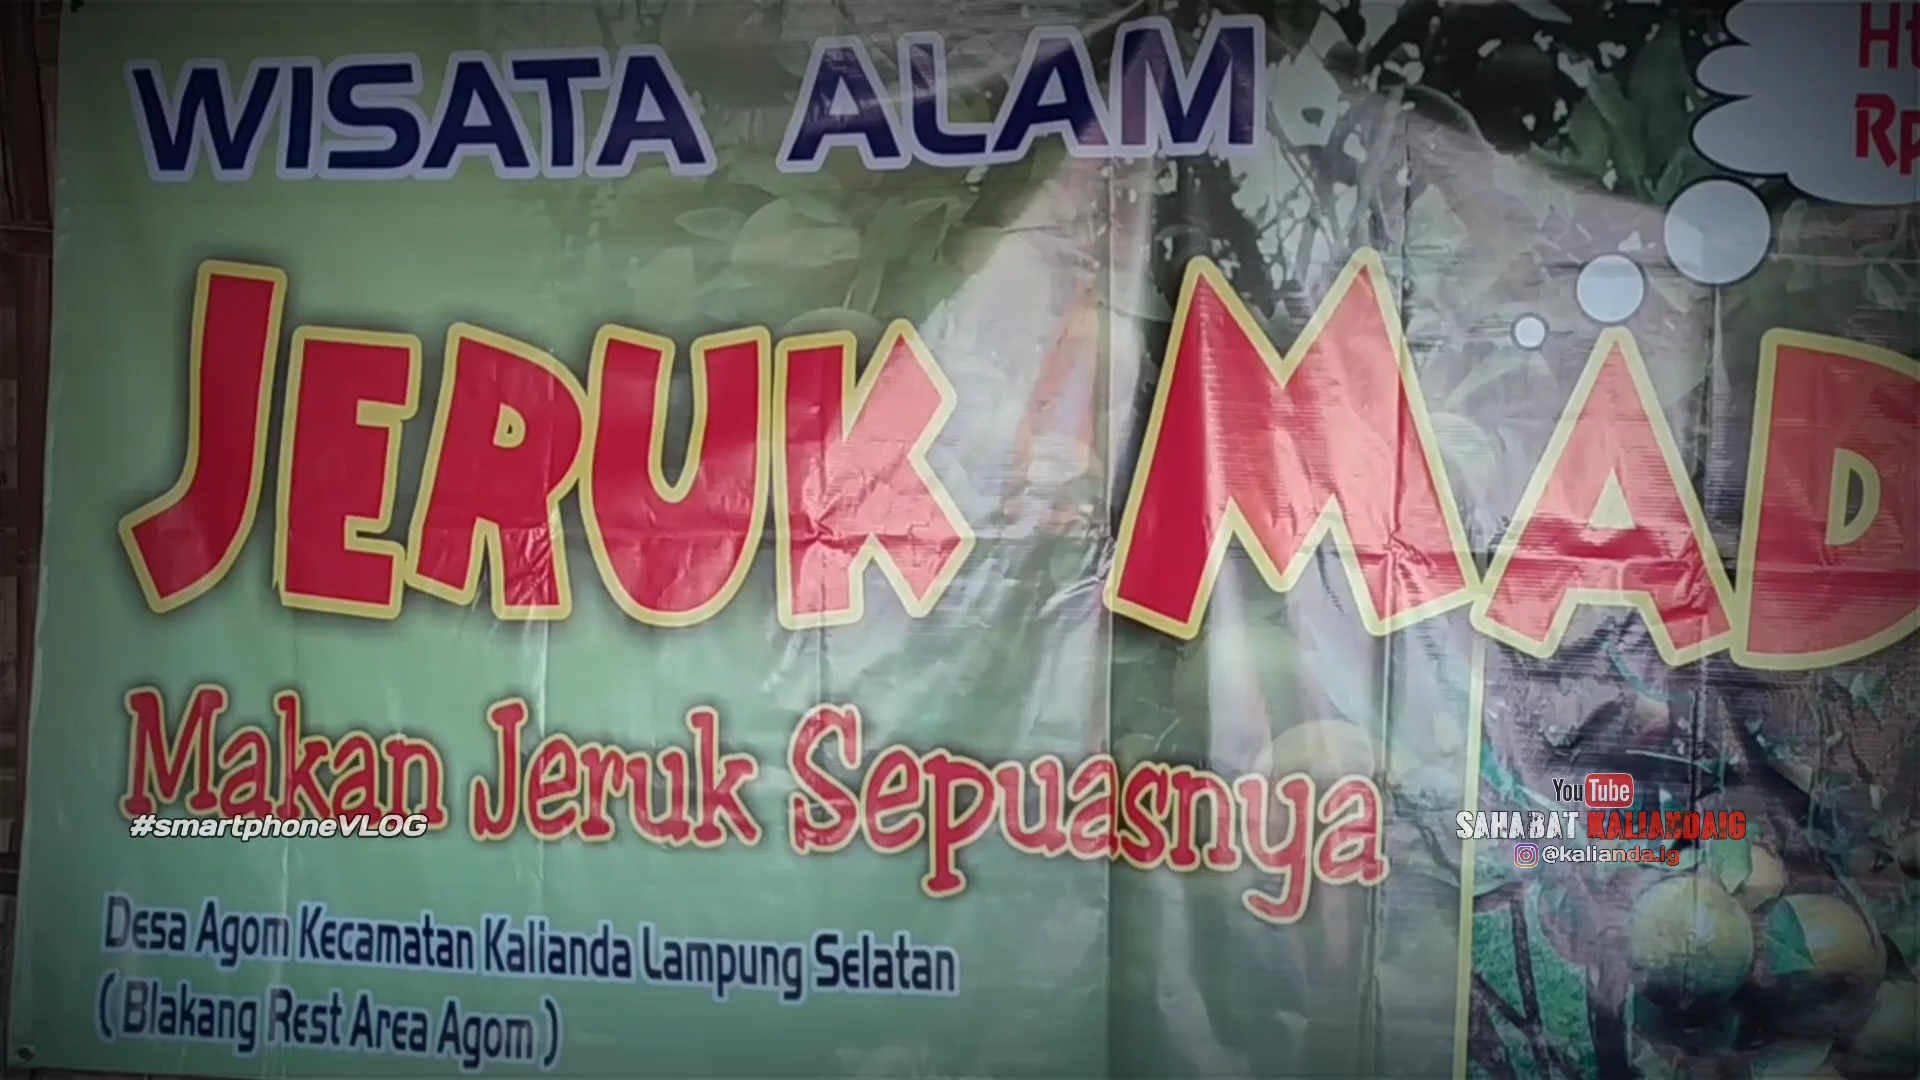 WISATA ALAM
Rp
JERUK MAD
Makan Jeruk Sepuasnya
#smartphoneVLOG
YouTube
SAHABAT KALIANDAIG
@kalianda.ig
Desa Agom Kecamatan Kalianda Lampung Selatan
( Blakang Rest Area Agom )